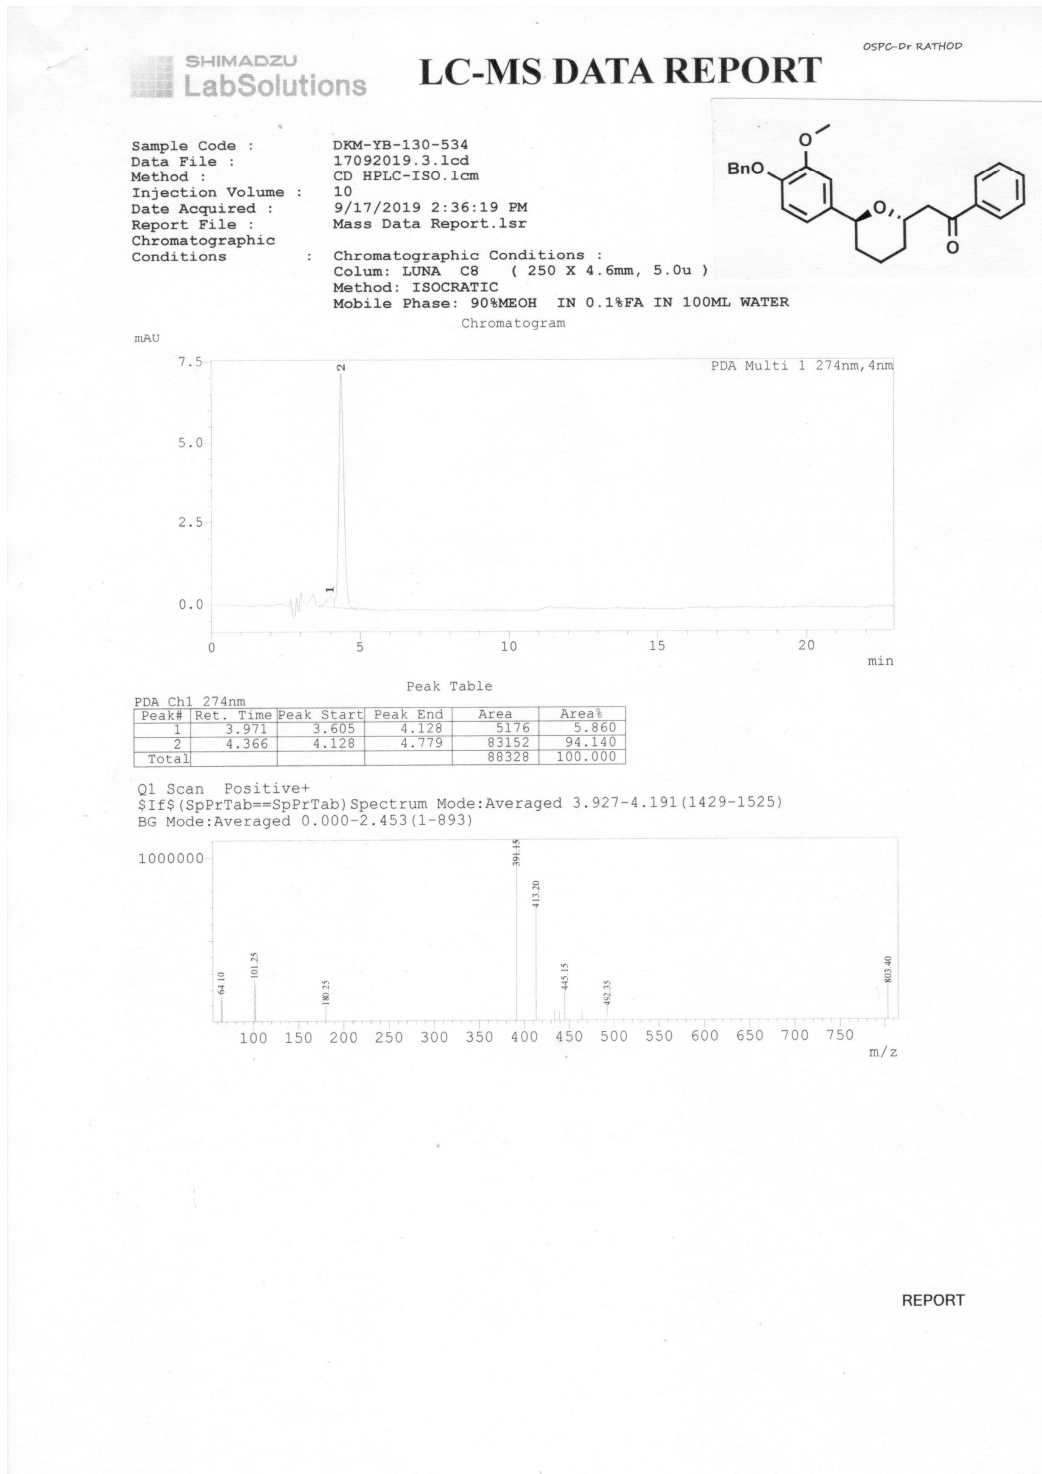 OSPC-Dr RATHOD
SHIMADZU
LabSolutions
LC-MS DATA REPORT
Sample Code : DKM-YB-130-534
Data File : 17092019.3.lcd
Method : CD HPLC-ISO.lcm
Injection Volume : 10
Date Acquired : 9/17/2019 2:36:19 PM
Report File : Mass Data Report.lsr
Chromatographic
Conditions : Chromatographic Conditions :
Colum: LUNA C8 ( 250 X 4.6mm, 5.0u )
Method: ISOCRATIC
Mobile Phase: 90%MEOH IN 0.1%FA IN 100ML WATER
O
BnO
O
O
Chromatogram
mAU
7.5
2
PDA Multi 1 274nm,4nm
5.0
2.5
1
0.0
0 5 10 15 20
min
Peak Table
PDA Ch1 274nm
Peak# Ret. Time Peak Start Peak End Area Area%
1 3.971 3.605 4.128 5176 5.860
2 4.366 4.128 4.779 83152 94.140
Total 88328 100.000
Q1 Scan Positive+
$If$(SpPrTab==SpPrTab)Spectrum Mode:Averaged 3.927-4.191(1429-1525)
BG Mode:Averaged 0.000-2.453(1-893)
1000000
64.10
101.25
180.25
391.15
413.20
445.15
492.35
803.40
100 150 200 250 300 350 400 450 500 550 600 650 700 750
m/z
REPORT